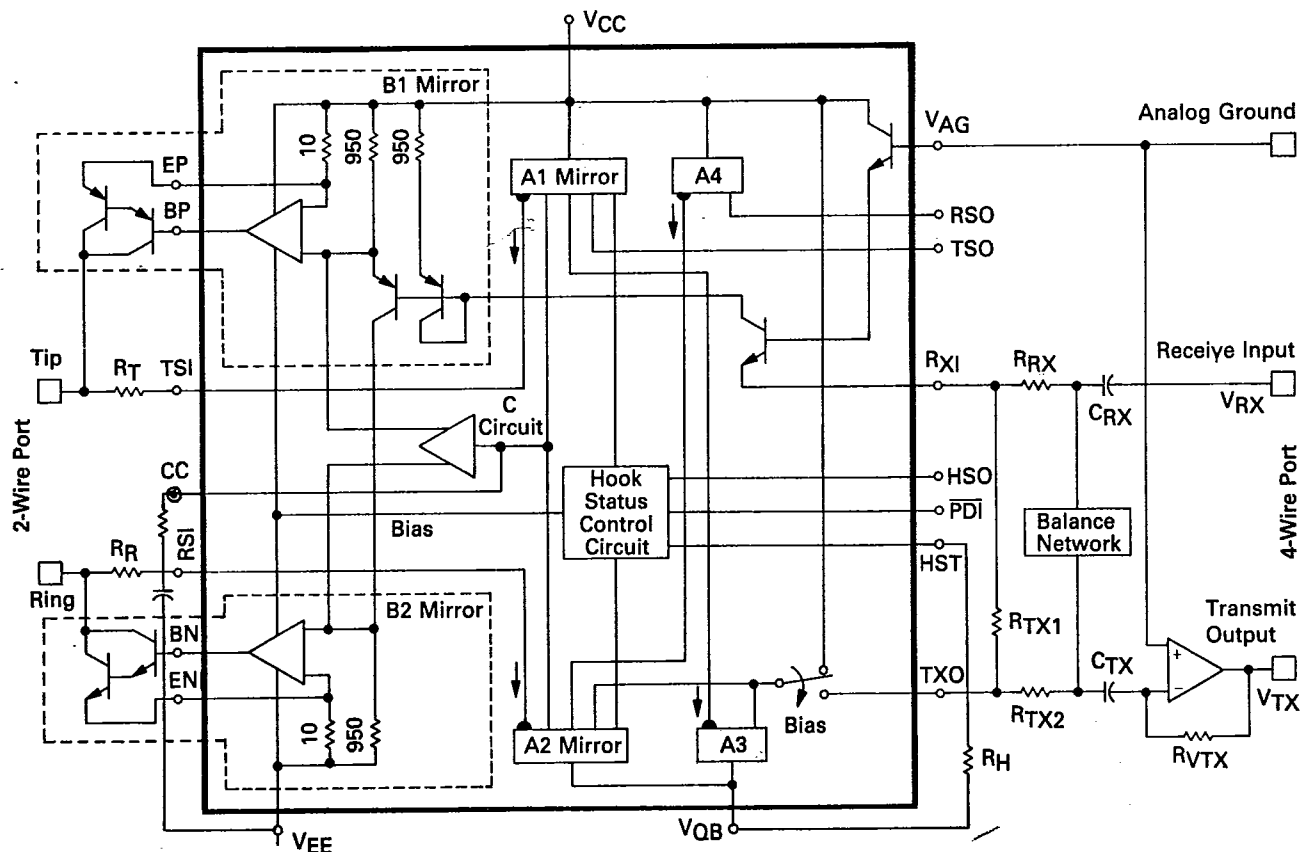 VCC
B1 Mirror
VAG
Analog Ground
10
950
950
EP
A1 Mirror
A4
BP
RSO
TSO
Tip
RT
TSI
RXI
RRX
Receive Input
CRX
VRX
C
Circuit
2-Wire Port
CC
Hook
Status
Control
Circuit
HSO
PDI
HST
Bias
RSI
Balance
Network
4-Wire Port
RR
Ring
B2 Mirror
BN
EN
RTX1
Transmit
Output
TXO
CTX
+
−
VTX
10
950
Bias
RTX2
A2 Mirror
A3
RH
RVTX
VEE
VQB